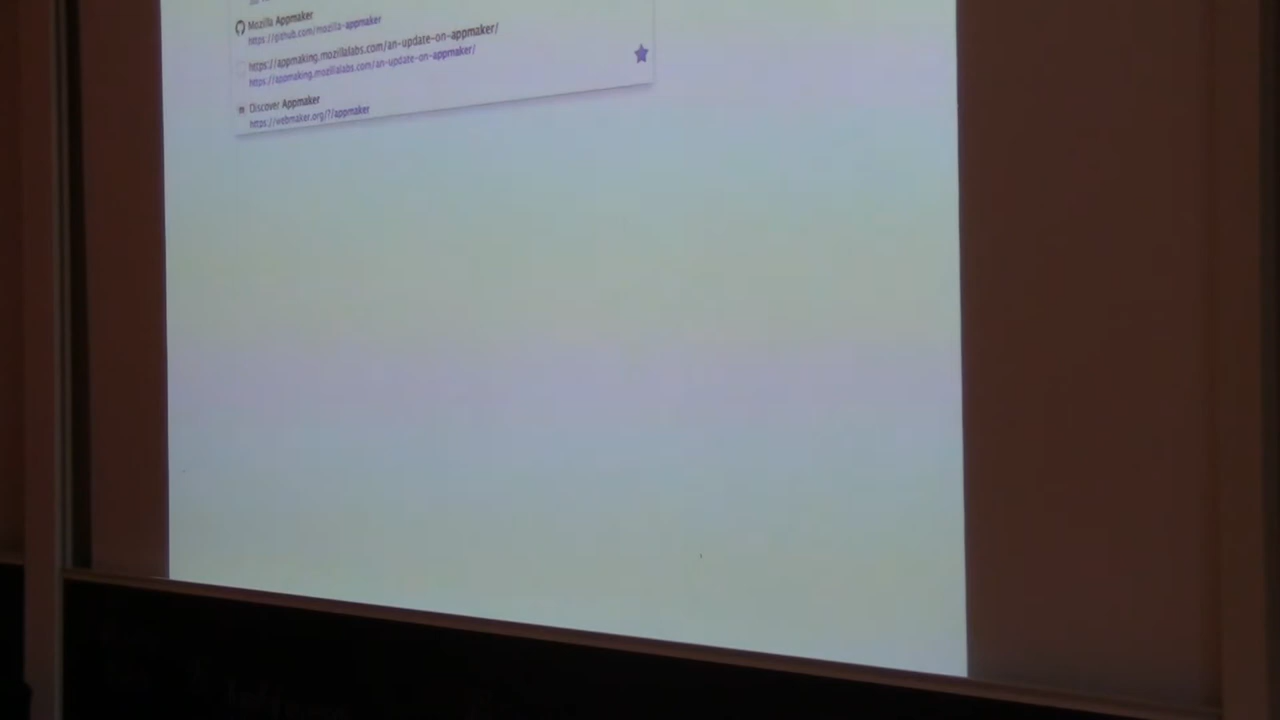 Mozilla Appmaker
https://github.com/mozilla-appmaker
https://appmaking.mozillalabs.com/an-update-on-appmaker/
https://appmaking.mozillalabs.com/an-update-on-appmaker/
Discover Appmaker
https://webmaker.org/?/appmaker